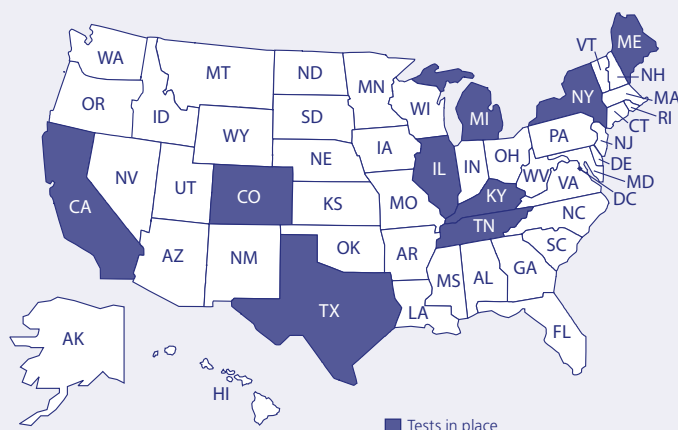 WA
MT
ND
MN
VT
ME
NH
OR
ID
SD
WI
MI
NY
MA
RI
CT
WY
IA
PA
NJ
NE
IL
IN
OH
DE
NV
UT
CO
WV
VA
MD
DC
CA
KS
MO
KY
NC
TN
AZ
NM
OK
AR
SC
MS
AL
GA
TX
LA
FL
AK
HI
Tests in place